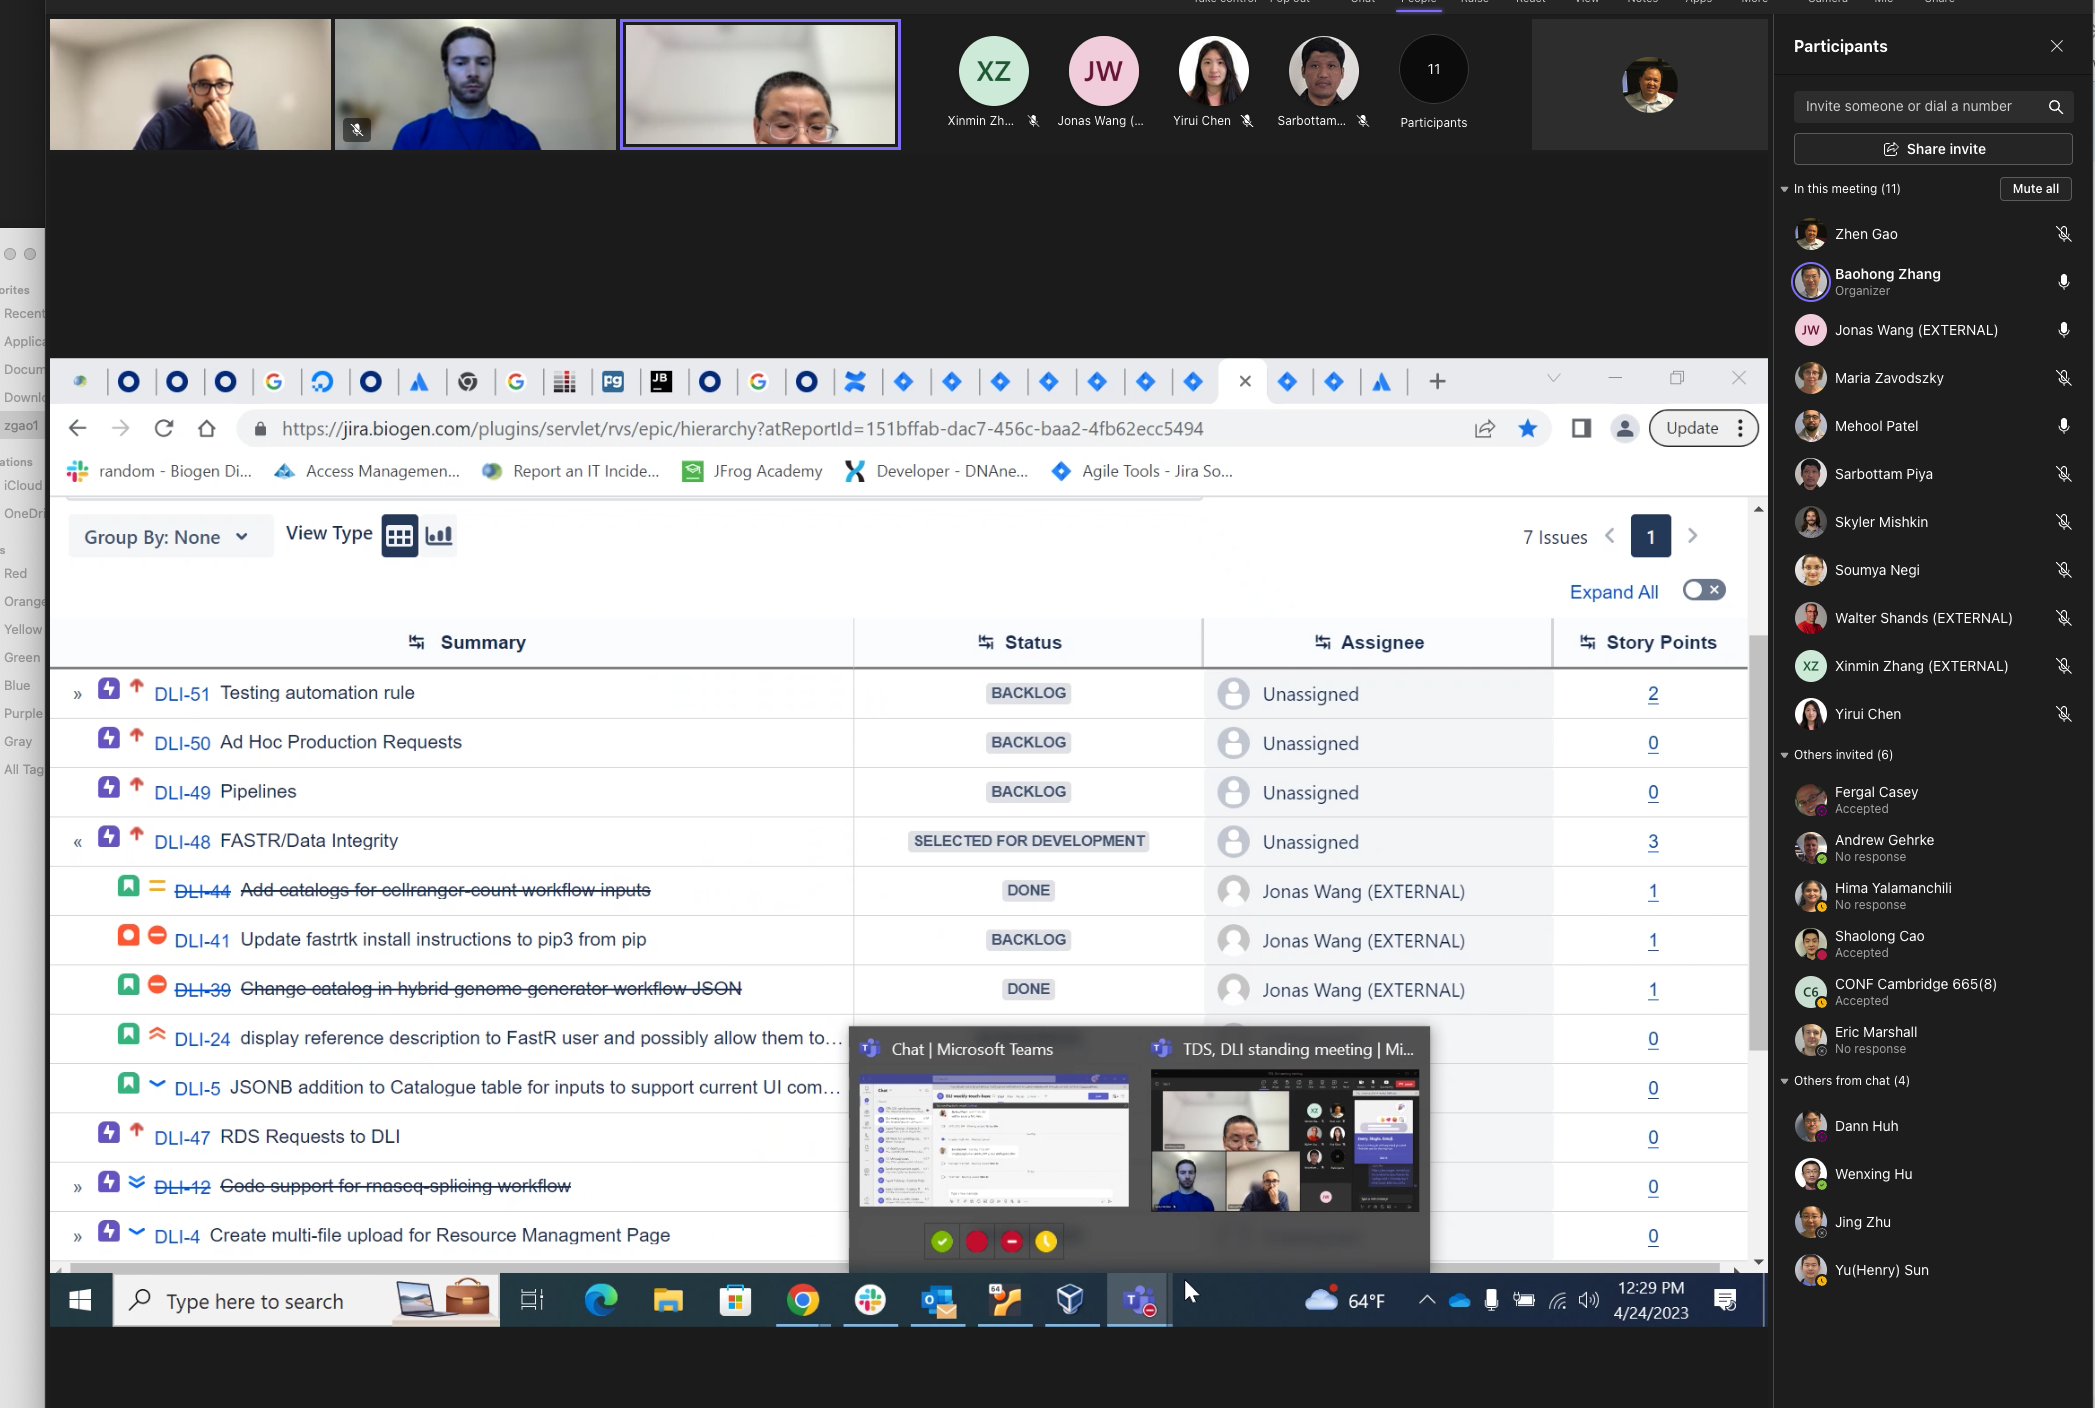 XZ
JW
11
Xinmin Zh...
Jonas Wang (...
Yirui Chen
Sarbottam...
Participants
Participants
Invite someone or dial a number
Share invite
In this meeting (11)
Mute all
Zhen Gao
Baohong Zhang
Organizer
JW Jonas Wang (EXTERNAL)
Maria Zavodszky
Mehool Patel
Sarbottam Piya
Skyler Mishkin
Soumya Negi
Walter Shands (EXTERNAL)
XZ Xinmin Zhang (EXTERNAL)
Yirui Chen
Others invited (6)
Fergal Casey
Accepted
Andrew Gehrke
No response
Hima Yalamanchili
No response
Shaolong Cao
Accepted
C6 CONF Cambridge 665(8)
Accepted
Eric Marshall
No response
Others from chat (4)
Dann Huh
Wenxing Hu
Jing Zhu
Yu(Henry) Sun
orites
Recent
Applica
Docum
Downlo
zgao1
ations
iCloud
OneDri
s
Red
Orange
Yellow
Green
Blue
Purple
Gray
All Tag
https://jira.biogen.com/plugins/servlet/rvs/epic/hierarchy?atReportId=151bffab-dac7-456c-baa2-4fb62ecc5494
Update
random - Biogen Di... Access Managemen... Report an IT Incide... JFrog Academy Developer - DNAne... Agile Tools - Jira So...
Group By: None View Type 7 Issues 1
Expand All
Summary Status Assignee Story Points
DLI-51 Testing automation rule BACKLOG Unassigned 2
DLI-50 Ad Hoc Production Requests BACKLOG Unassigned 0
DLI-49 Pipelines BACKLOG Unassigned 0
DLI-48 FASTR/Data Integrity SELECTED FOR DEVELOPMENT Unassigned 3
DLI-44 Add catalogs for cellranger-count workflow inputs DONE Jonas Wang (EXTERNAL) 1
DLI-41 Update fastrtk install instructions to pip3 from pip BACKLOG Jonas Wang (EXTERNAL) 1
DLI-39 Change catalog in hybrid genome generator workflow JSON DONE Jonas Wang (EXTERNAL) 1
DLI-24 display reference description to FastR user and possibly allow them to... 0
Chat | Microsoft Teams TDS, DLI standing meeting | Mi...
DLI-5 JSONB addition to Catalogue table for inputs to support current UI com... 0
DLI-47 RDS Requests to DLI 0
DLI-12 Code support for rnaseq-splicing workflow 0
DLI-4 Create multi-file upload for Resource Managment Page 0
Type here to search
64°F
12:29 PM
4/24/2023